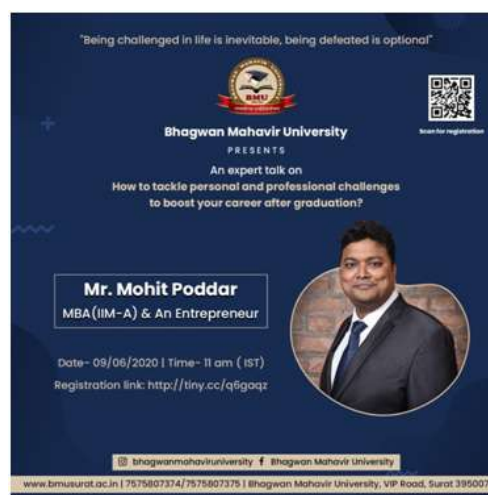 "Being challenged in life is inevitable, being defeated is optional"
BMU
Scan for registration
Bhagwan Mahavir University
PRESENTS
An expert talk on
How to tackle personal and professional challenges
to boost your career after graduation?
Mr. Mohit Poddar
MBA(IIM-A) & An Entrepreneur
Date- 09/06/2020 | Time- 11 am ( IST)
Registration link: http://tiny.cc/q6gaqz
bhagwanmahaviruniversity Bhagwan Mahavir University
www.bmusurat.ac.in | 7575807374/7575807375 | Bhagwan Mahavir University, VIP Road, Surat 395007